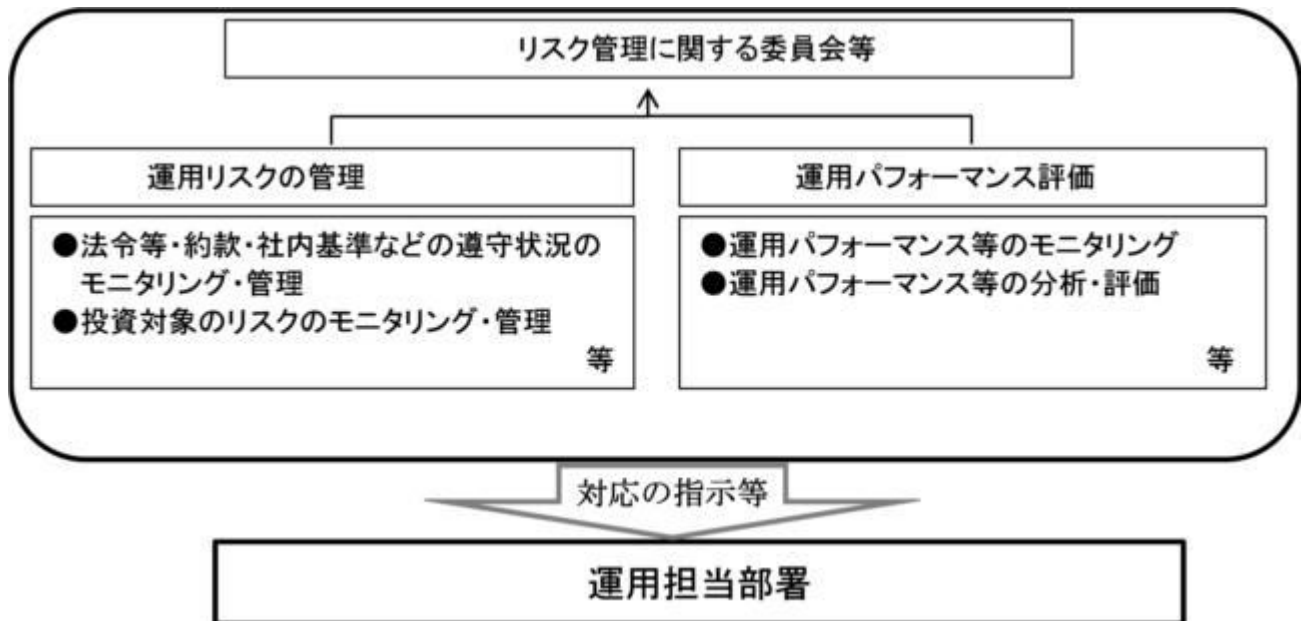 リスク管理に関する委員会等
運用リスクの管理
●法令等・約款・社内基準などの遵守状況の
モニタリング・管理
●投資対象のリスクのモニタリング・管理
等
運用パフォーマンス評価
●運用パフォーマンス等のモニタリング
●運用パフォーマンス等の分析・評価
等
対応の指示等
運用担当部署